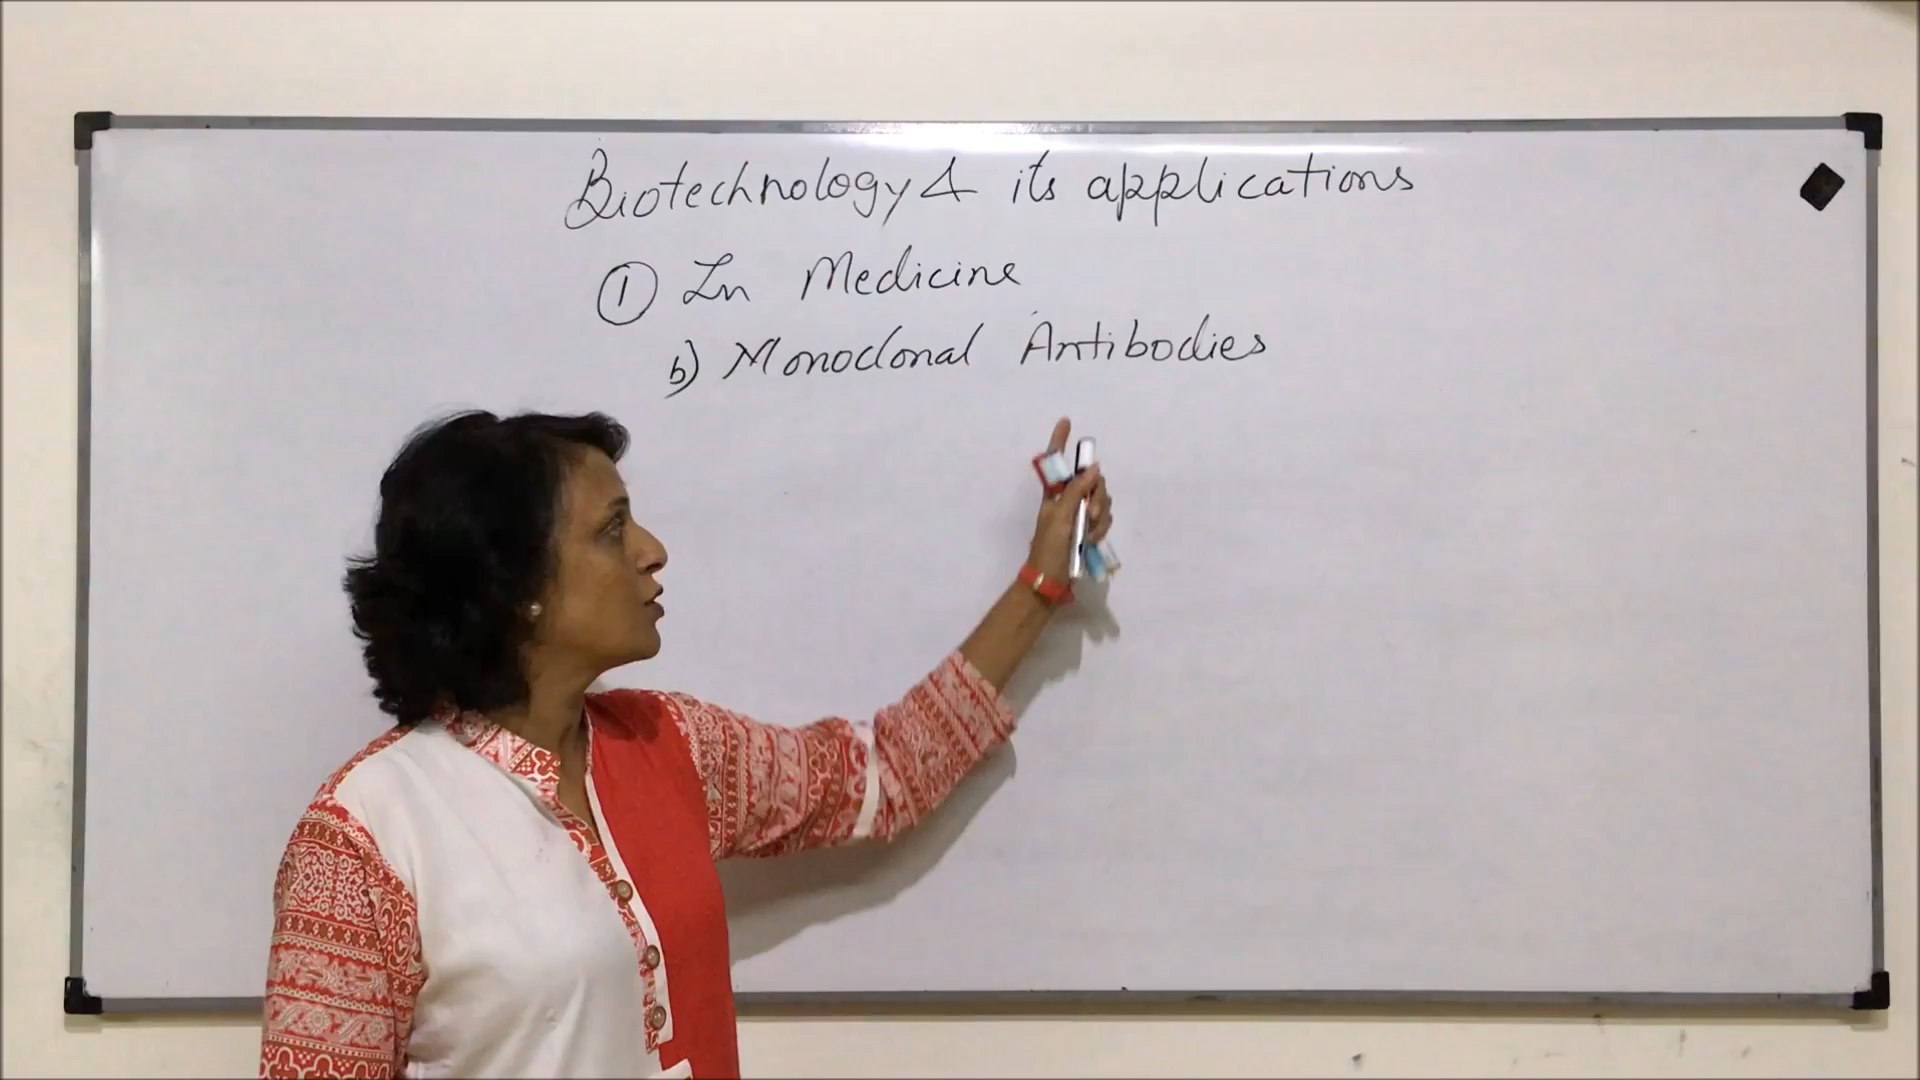 Biotechnology & its applications
① In Medicine
b) Monoclonal Antibodies